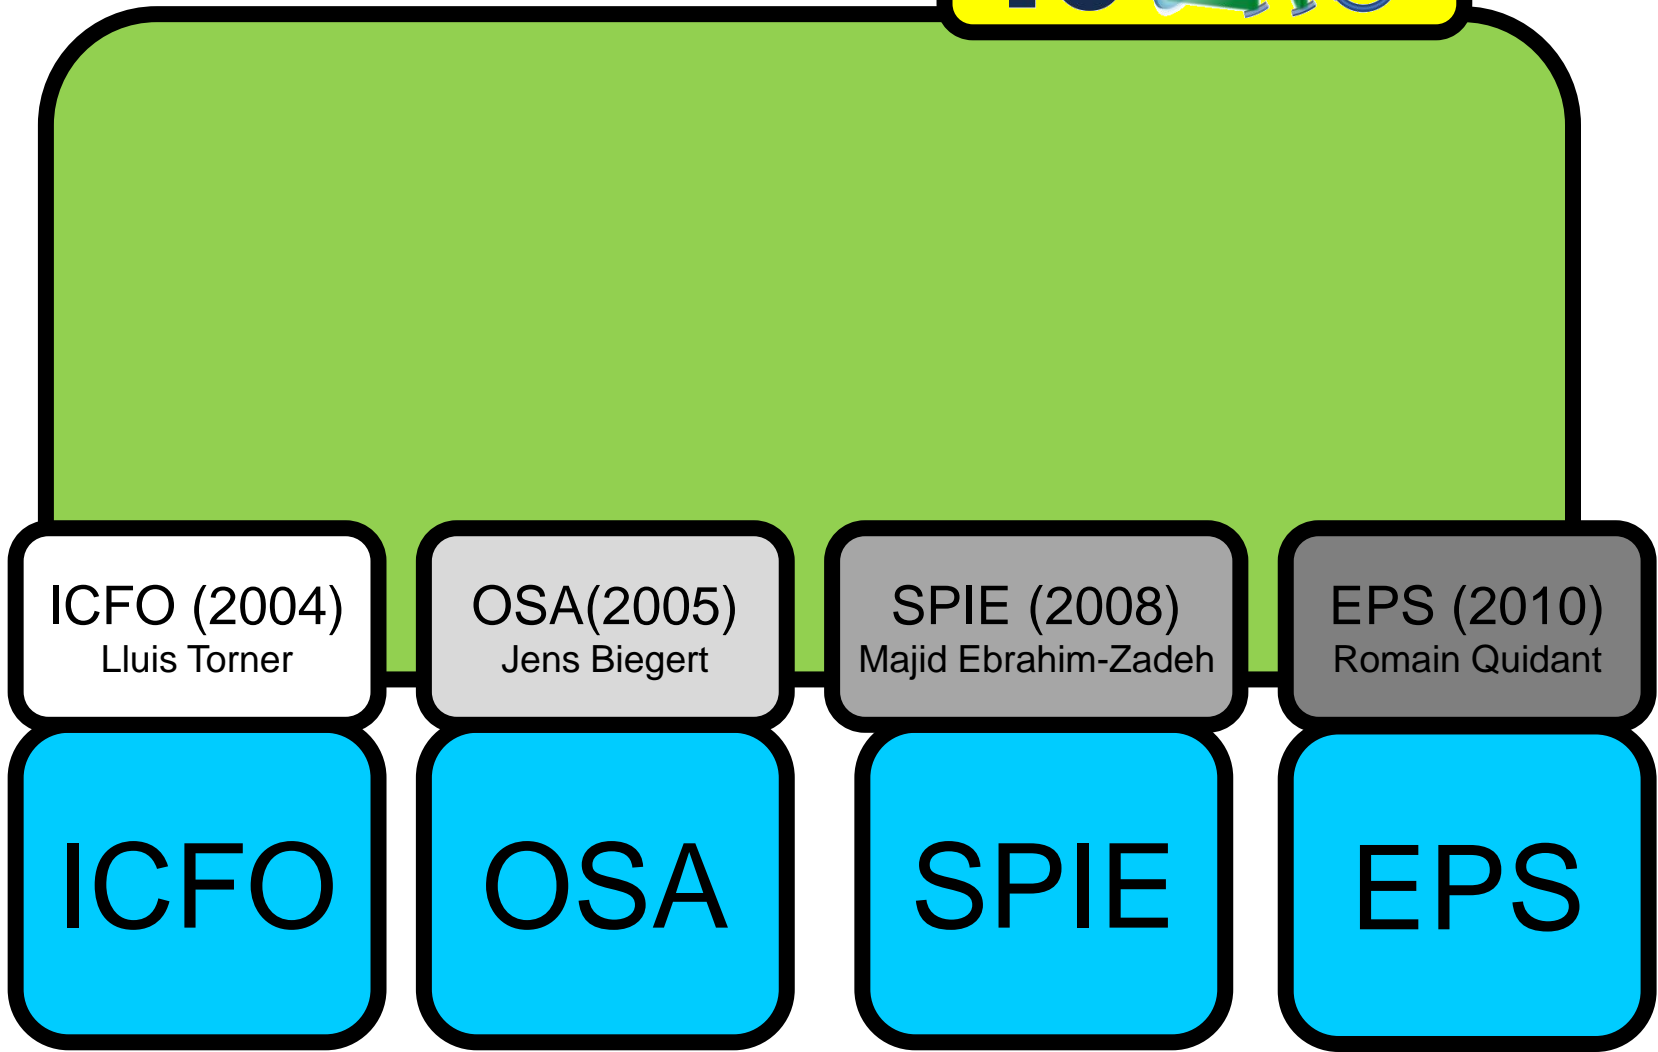 ICFO (2004)
Lluis Torner
OSA(2005)
Jens Biegert
SPIE (2008)
Majid Ebrahim-Zadeh
EPS (2010)
Romain Quidant
ICFO
OSA
SPIE
EPS